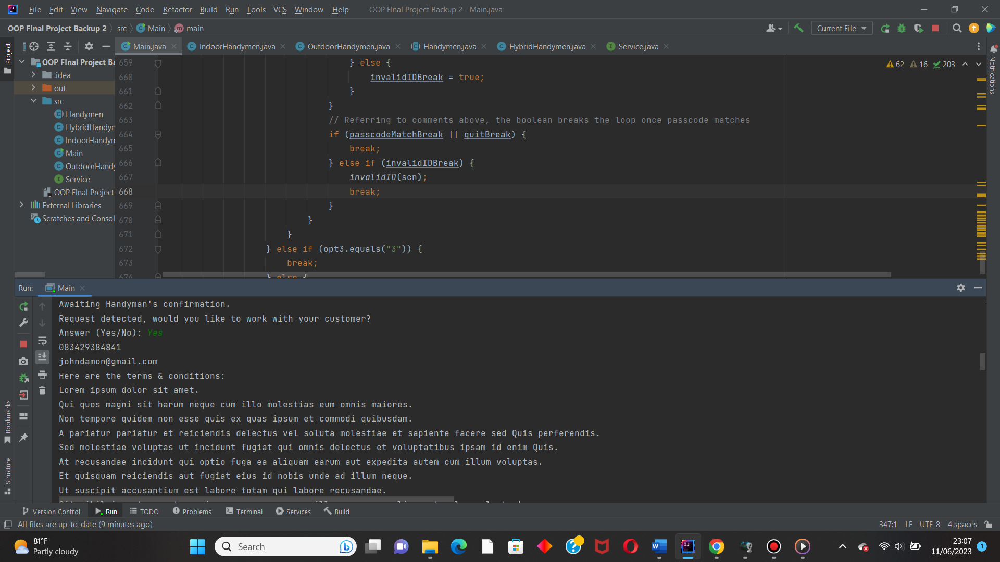 File Edit View Navigate Code Refactor Build Run Tools VCS Window Help OOP FInal Project Backup 2 - Main.java
OOP FInal Project Backup 2 src Main main Current File
Project
Main.java IndoorHandymen.java OutdoorHandymen.java Handymen.java HybridHandymen.java Service.java
Notifications
OOP FInal Project Ba
.idea
out
src
Handymen
HybridHandyn
IndoorHandyn
Main
OutdoorHandy
Service
OOP FInal Project
External Libraries
Scratches and Consol
62 16 203
659 } else {
660 invalidIDBreak = true;
661 }
662 }
663 // Referring to comments above, the boolean breaks the loop once passcode matches
664 if (passcodeMatchBreak || quitBreak) {
665 break;
666 } else if (invalidIDBreak) {
667 invalidID(scn);
668 break;
669 }
670 }
671 }
672 } else if (opt3.equals("3")) {
673 break;
674 } else {
Run: Main
Awaiting Handyman's confirmation.
Request detected, would you like to work with your customer?
Answer (Yes/No): Yes
083429384841
johndamon@gmail.com
Here are the terms & conditions:
Lorem ipsum dolor sit amet.
Qui quos magni sit harum neque cum illo molestias eum omnis maiores.
Non tempore quidem non esse quis ex quas ipsum et commodi quibusdam.
A pariatur pariatur et reiciendis delectus vel soluta molestiae et sapiente facere sed Quis perferendis.
Sed molestiae voluptas ut incidunt fugiat qui omnis delectus et voluptatibus ipsam id enim Quis.
At recusandae incidunt qui optio fuga ea aliquam earum aut expedita autem cum illum voluptas.
Et quisquam reiciendis aut fugiat eius id nobis unde ad illum neque.
Ut suscipit accusantium est labore totam qui labore recusandae.
Bookmarks
Structure
Version Control Run TODO Problems Terminal Services Build
All files are up-to-date (9 minutes ago) 347:1 LF UTF-8 4 spaces
81°F
Partly cloudy
Search
23:07
11/06/2023
1